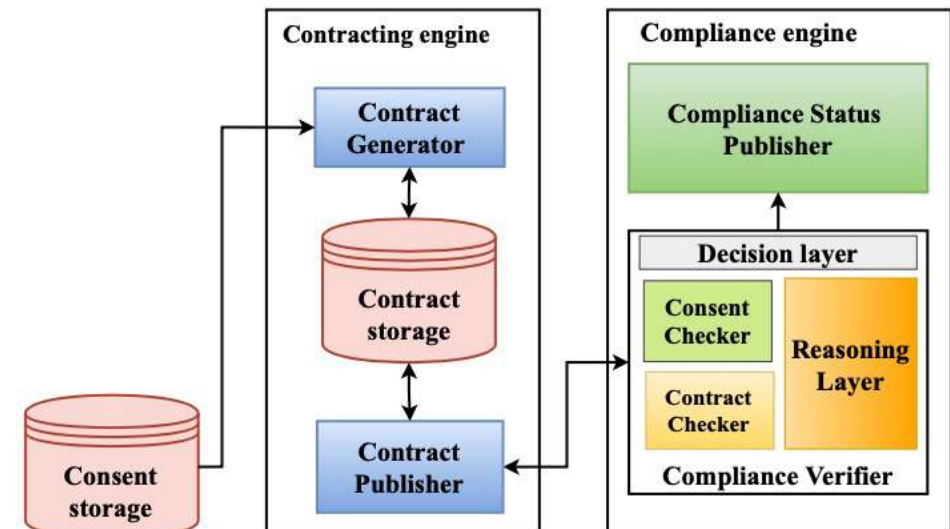 Contracting engine
Contract
Generator
Contract
storage
Contract
Publisher
Consent
storage
Compliance engine
Compliance Status
Publisher
Decision layer
Consent
Checker
Contract
Checker
Reasoning
Layer
Compliance Verifier